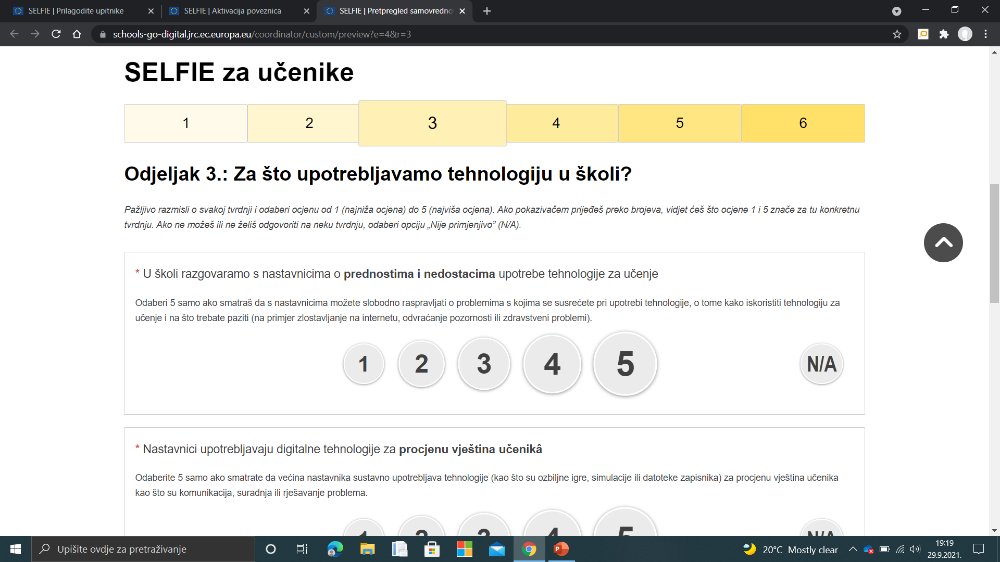 SELFIE | Prilagodite upitnike
SELFIE | Aktivacija poveznica
SELFIE | Pretpregled samovredno
schools-go-digital.jrc.ec.europa.eu/coordinator/custom/preview?e=4&r=3
SELFIE za učenike
1 2 3 4 5 6
Odjeljak 3.: Za što upotrebljavamo tehnologiju u školi?
Pažljivo razmisli o svakoj tvrdnji i odaberi ocjenu od 1 (najniža ocjena) do 5 (najviša ocjena). Ako pokazivačem prijeđeš preko brojeva, vidjet ćeš što ocjene 1 i 5 znače za tu konkretnu
tvrdnju. Ako ne možeš ili ne želiš odgovoriti na neku tvrdnju, odaberi opciju „Nije primjenjivo” (N/A).
* U školi razgovaramo s nastavnicima o prednostima i nedostacima upotrebe tehnologije za učenje
Odaberi 5 samo ako smatraš da s nastavnicima možete slobodno raspravljati o problemima s kojima se susrećete pri upotrebi tehnologije, o tome kako iskoristiti tehnologiju za
učenje i na što trebate paziti (na primjer zlostavljanje na internetu, odvraćanje pozornosti ili zdravstveni problemi).
1 2 3 4 5 N/A
* Nastavnici upotrebljavaju digitalne tehnologije za procjenu vještina učenikâ
Odaberite 5 samo ako smatrate da većina nastavnika sustavno upotrebljava tehnologije (kao što su ozbiljne igre, simulacije ili datoteke zapisnika) za procjenu vještina učenika
kao što su komunikacija, suradnja ili rješavanje problema.
1 2 3 4 5 N/A
Upišite ovdje za pretraživanje
20°C Mostly clear
19:19
29.9.2021.